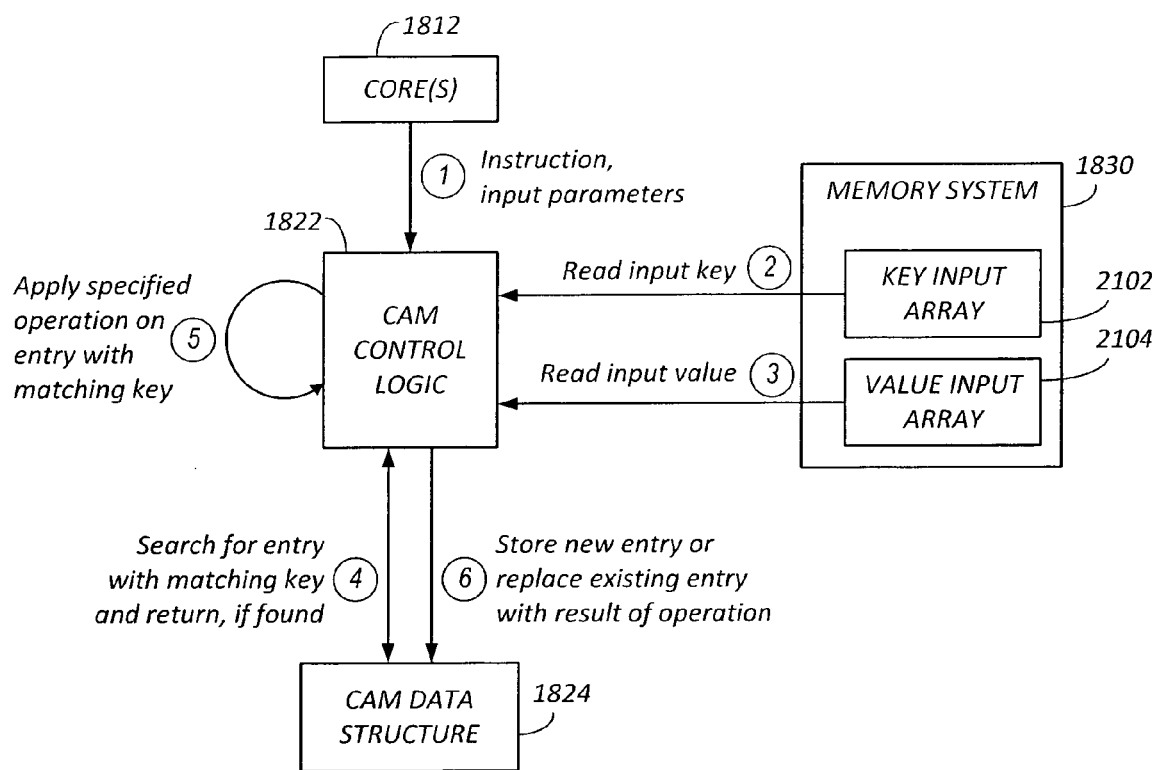 1812
CORE(S)
1
Instruction,
input parameters
1822
CAM
CONTROL
LOGIC
MEMORY SYSTEM
1830
Read input key
2
KEY INPUT
ARRAY
2102
Read input value
3
VALUE INPUT
ARRAY
2104
Apply specified
operation on
entry with
matching key
5
Search for entry
with matching key
and return, if found
4
6
Store new entry or
replace existing entry
with result of operation
CAM DATA
STRUCTURE
1824